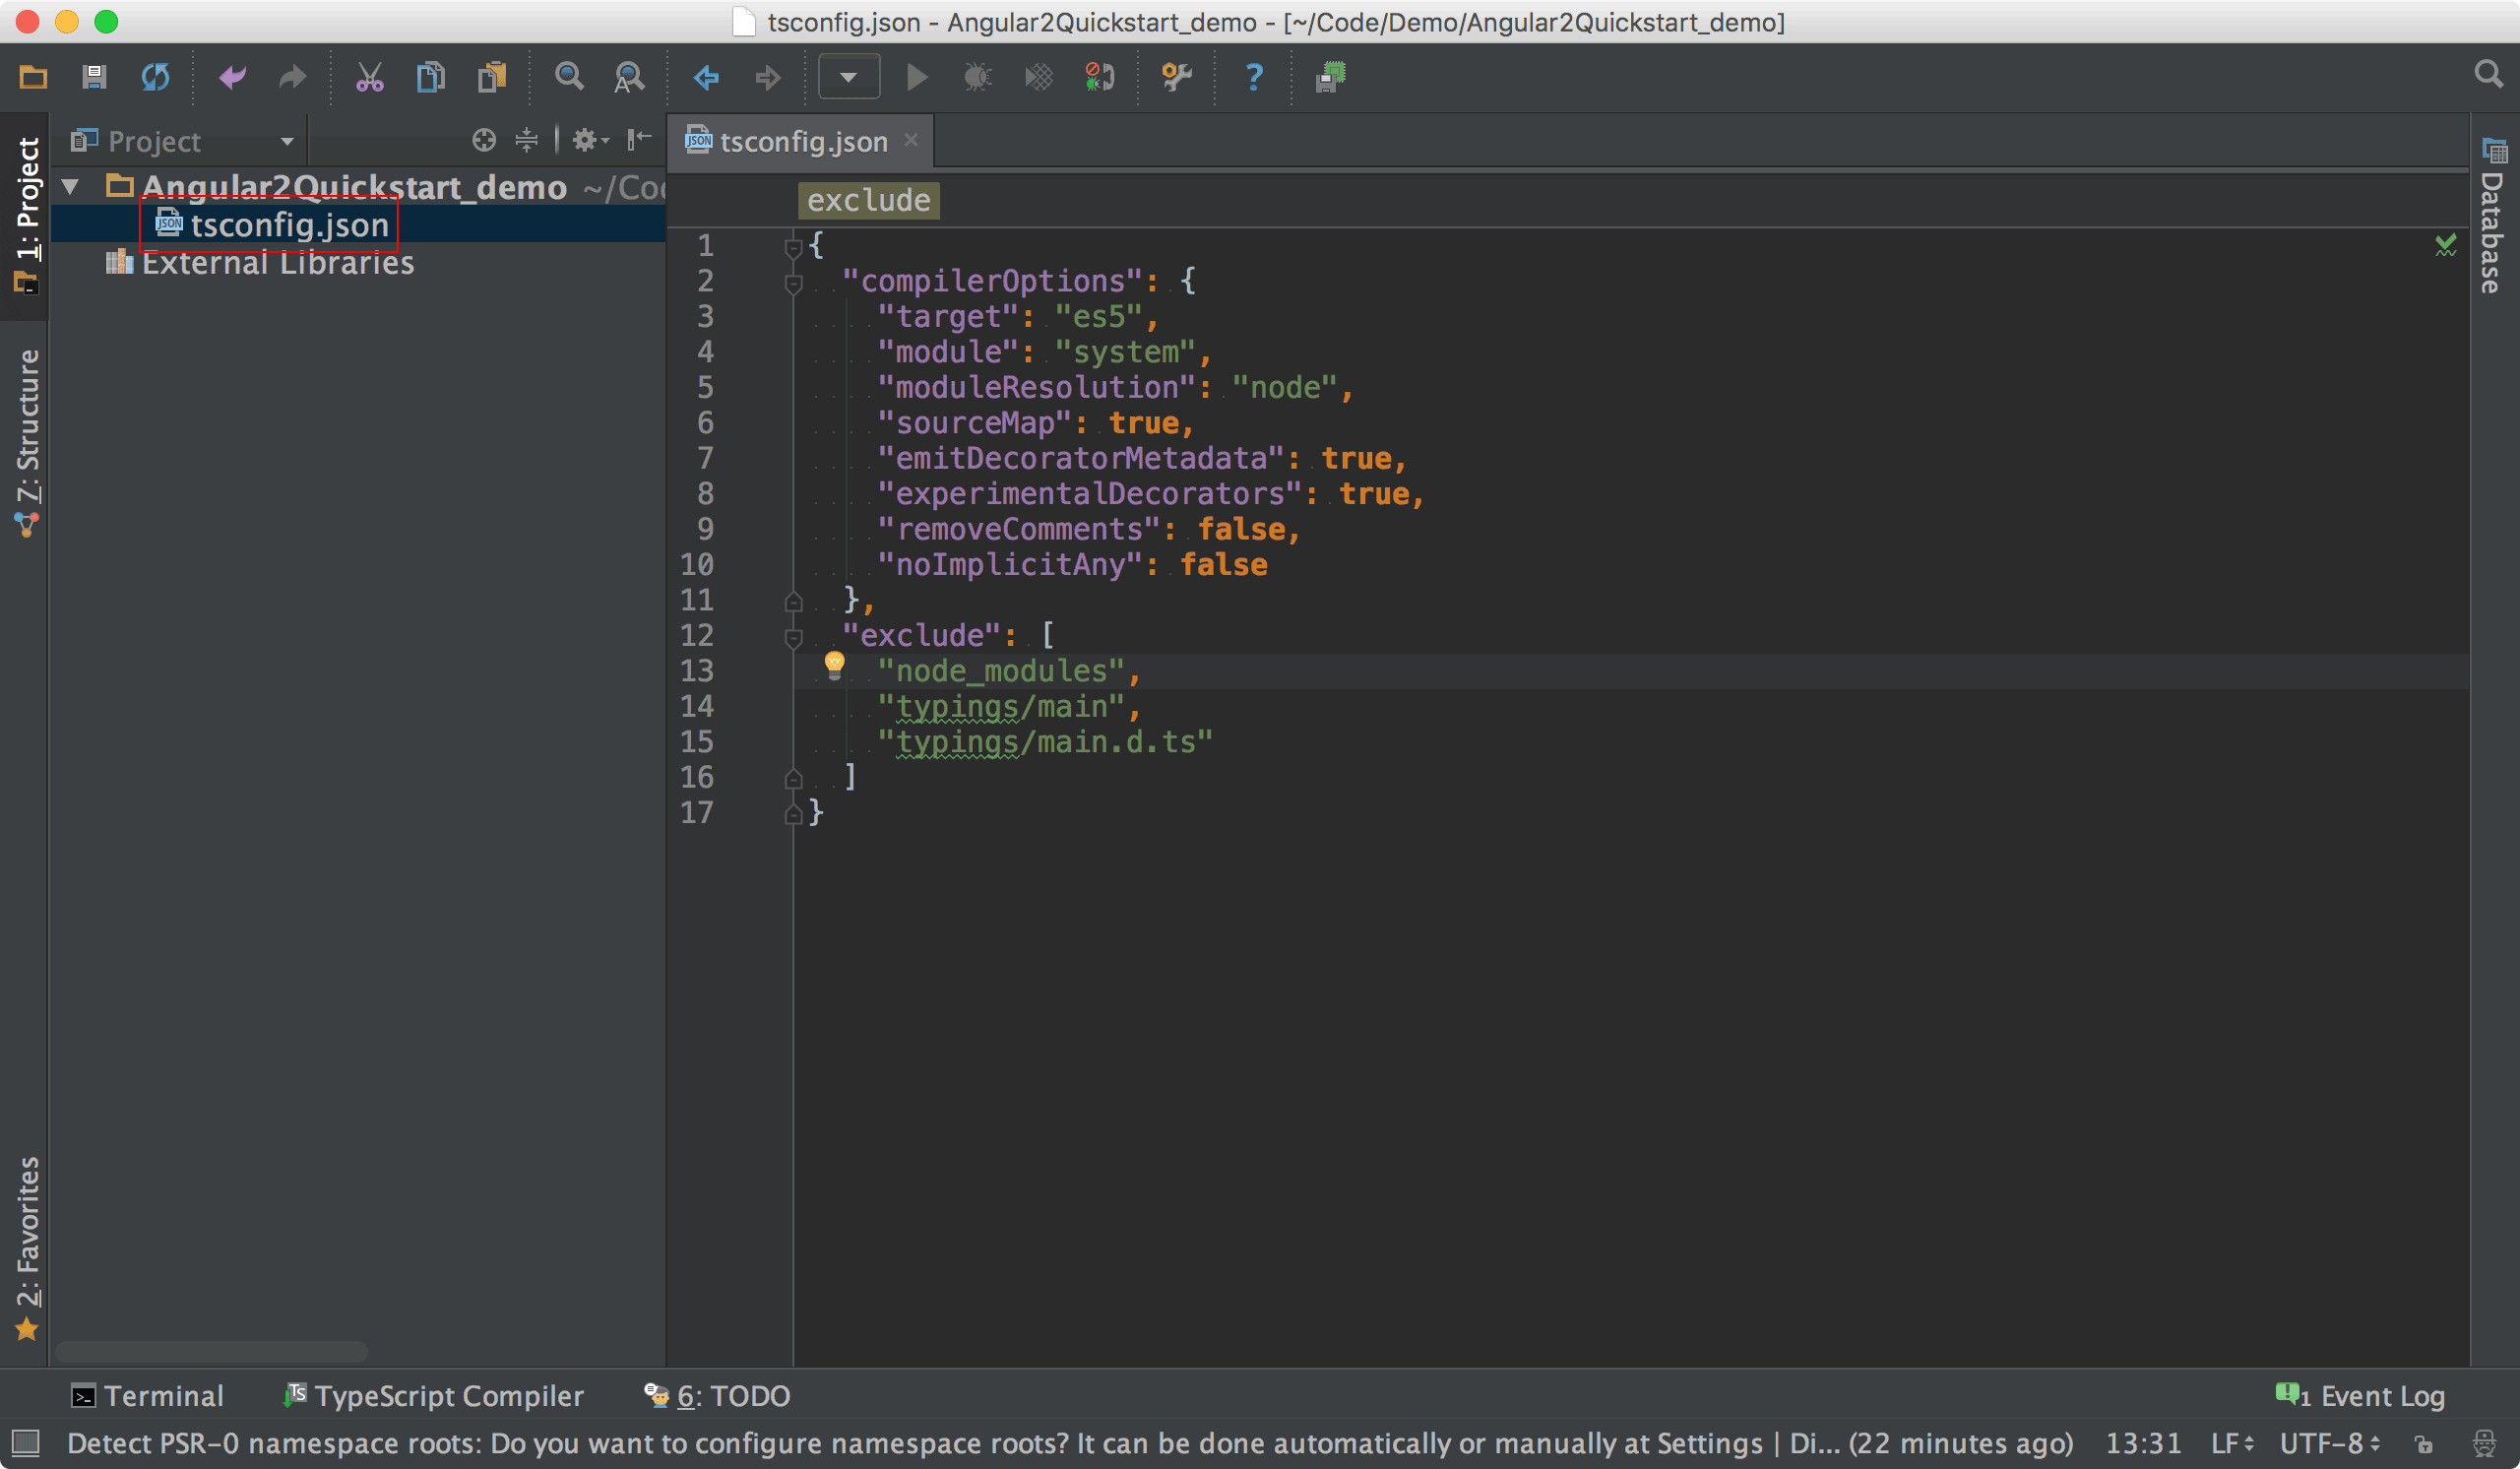 tsconfig.json - Angular2Quickstart_demo - [~/Code/Demo/Angular2Quickstart_demo]
Project
tsconfig.json
1: Project
7: Structure
2: Favorites
Angular2Quickstart_demo ~/Cod
tsconfig.json
External Libraries
exclude
1 {
2 "compilerOptions": {
3 "target": "es5",
4 "module": "system",
5 "moduleResolution": "node",
6 "sourceMap": true,
7 "emitDecoratorMetadata": true,
8 "experimentalDecorators": true,
9 "removeComments": false,
10 "noImplicitAny": false
11 },
12 "exclude": [
13 "node_modules",
14 "typings/main",
15 "typings/main.d.ts"
16 ]
17 }
Database
Terminal
TypeScript Compiler
6: TODO
1 Event Log
Detect PSR-0 namespace roots: Do you want to configure namespace roots? It can be done automatically or manually at Settings | Di... (22 minutes ago)
13:31
LF
UTF-8